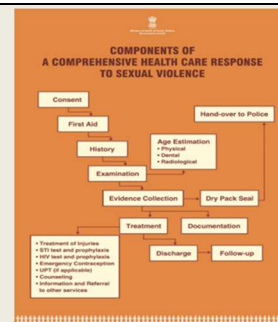 COMPONENTS OF
A COMPREHENSIVE HEALTH CARE RESPONSE
TO SEXUAL VIOLENCE
Consent
Hand-over to Police
First Aid
History
Age Estimation
• Physical
• Dental
• Radiological
Examination
Evidence Collection
Dry Pack Seal
Treatment
Documentation
• Treatment of Injuries
• STI test and prophylaxis
• HIV test and prophylaxis
• Emergency Contraception
• UPT (if applicable)
• Counseling
• Information and Referral
to other services
Discharge
Follow-up